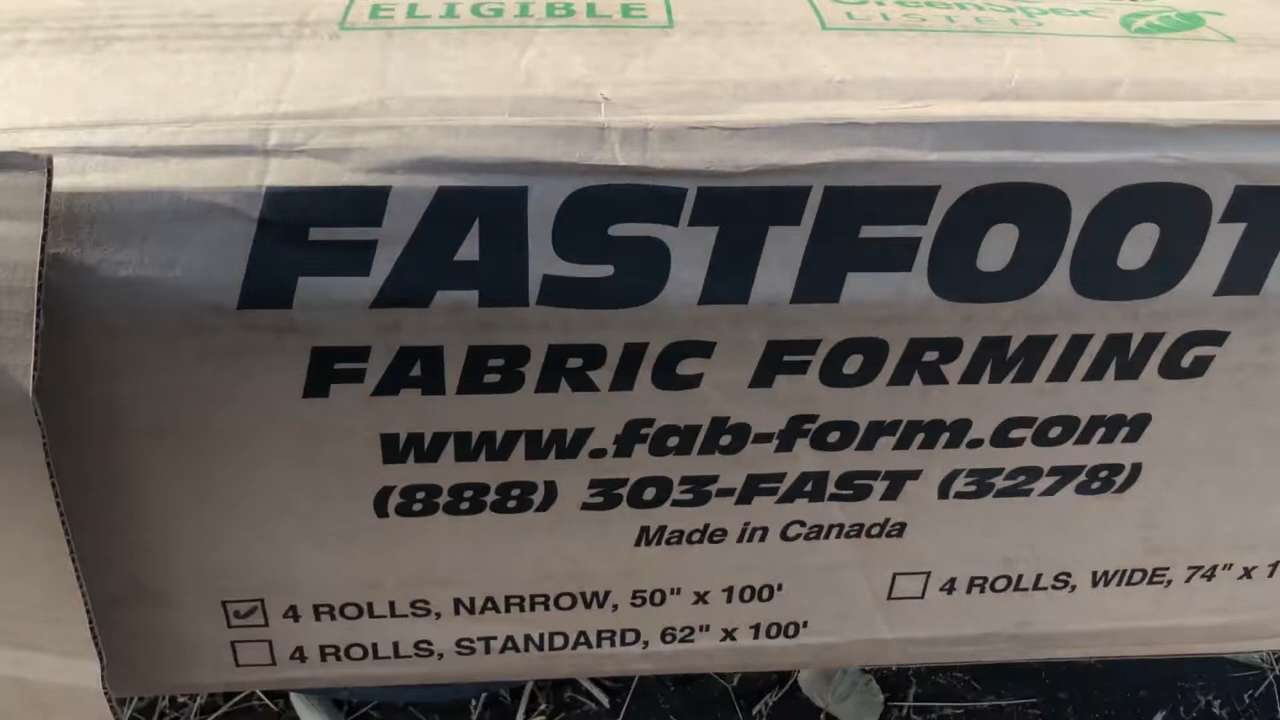 ELIGIBLE
GreenSpec
LISTED
FASTFOOT
FABRIC FORMING
www.fab-form.com
(888) 303-FAST (3278)
Made in Canada
4 ROLLS, NARROW, 50" x 100'
4 ROLLS, WIDE, 74" x 1
4 ROLLS, STANDARD, 62" x 100'